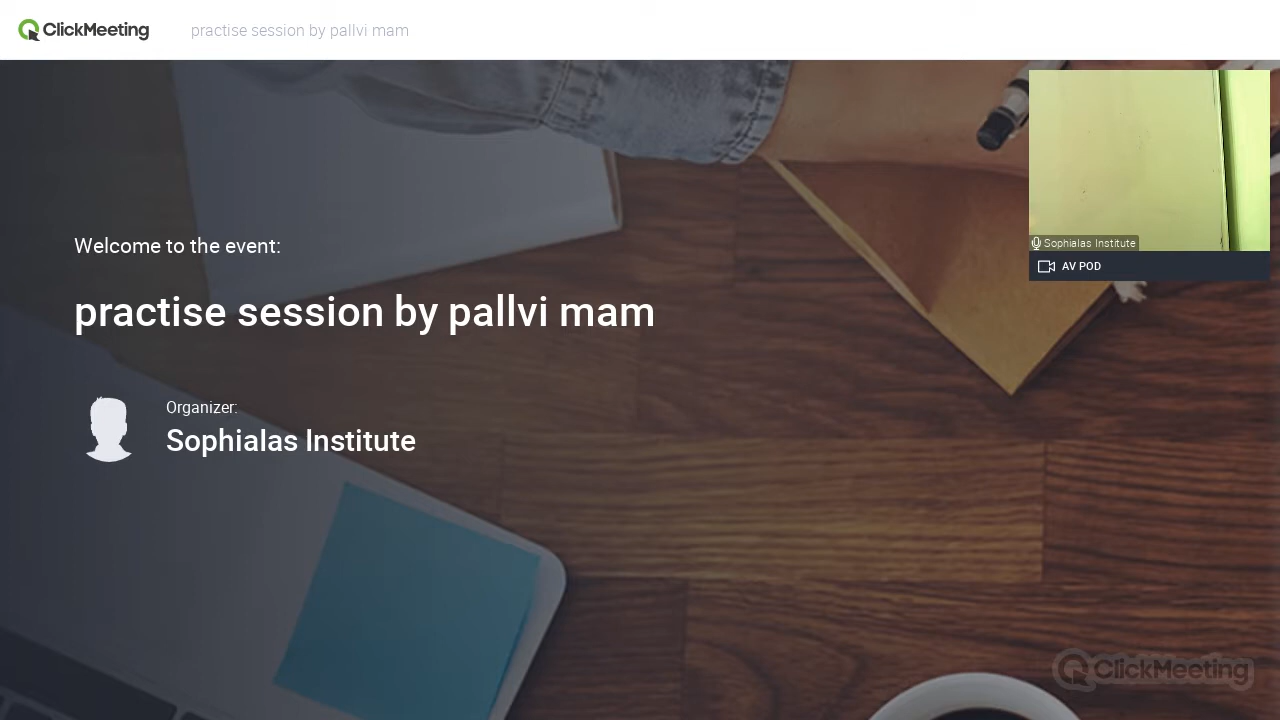 ClickMeeting
practise session by pallvi mam
Sophialas Institute
AV POD
Welcome to the event:
practise session by pallvi mam
Organizer:
Sophialas Institute
ClickMeeting